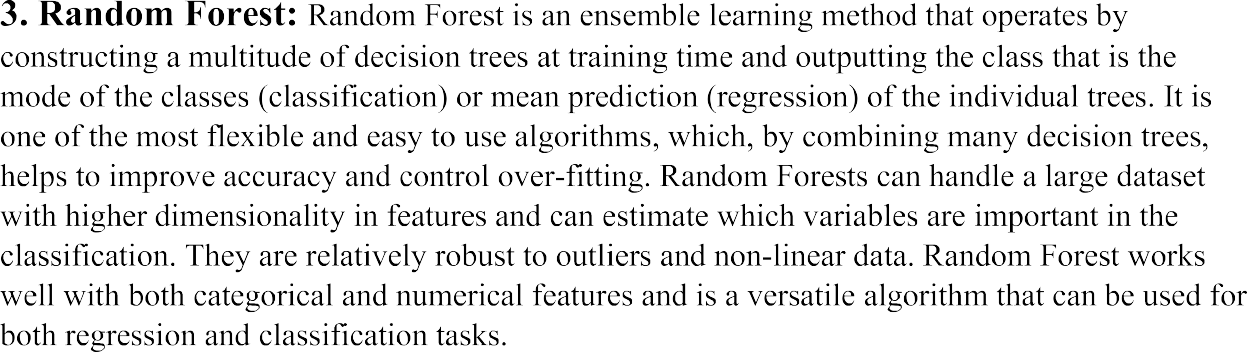 3. Random Forest: Random Forest is an ensemble learning method that operates by
constructing a multitude of decision trees at training time and outputting the class that is the
mode of the classes (classification) or mean prediction (regression) of the individual trees. It is
one of the most flexible and easy to use algorithms, which, by combining many decision trees,
helps to improve accuracy and control over-fitting. Random Forests can handle a large dataset
with higher dimensionality in features and can estimate which variables are important in the
classification. They are relatively robust to outliers and non-linear data. Random Forest works
well with both categorical and numerical features and is a versatile algorithm that can be used for
both regression and classification tasks.